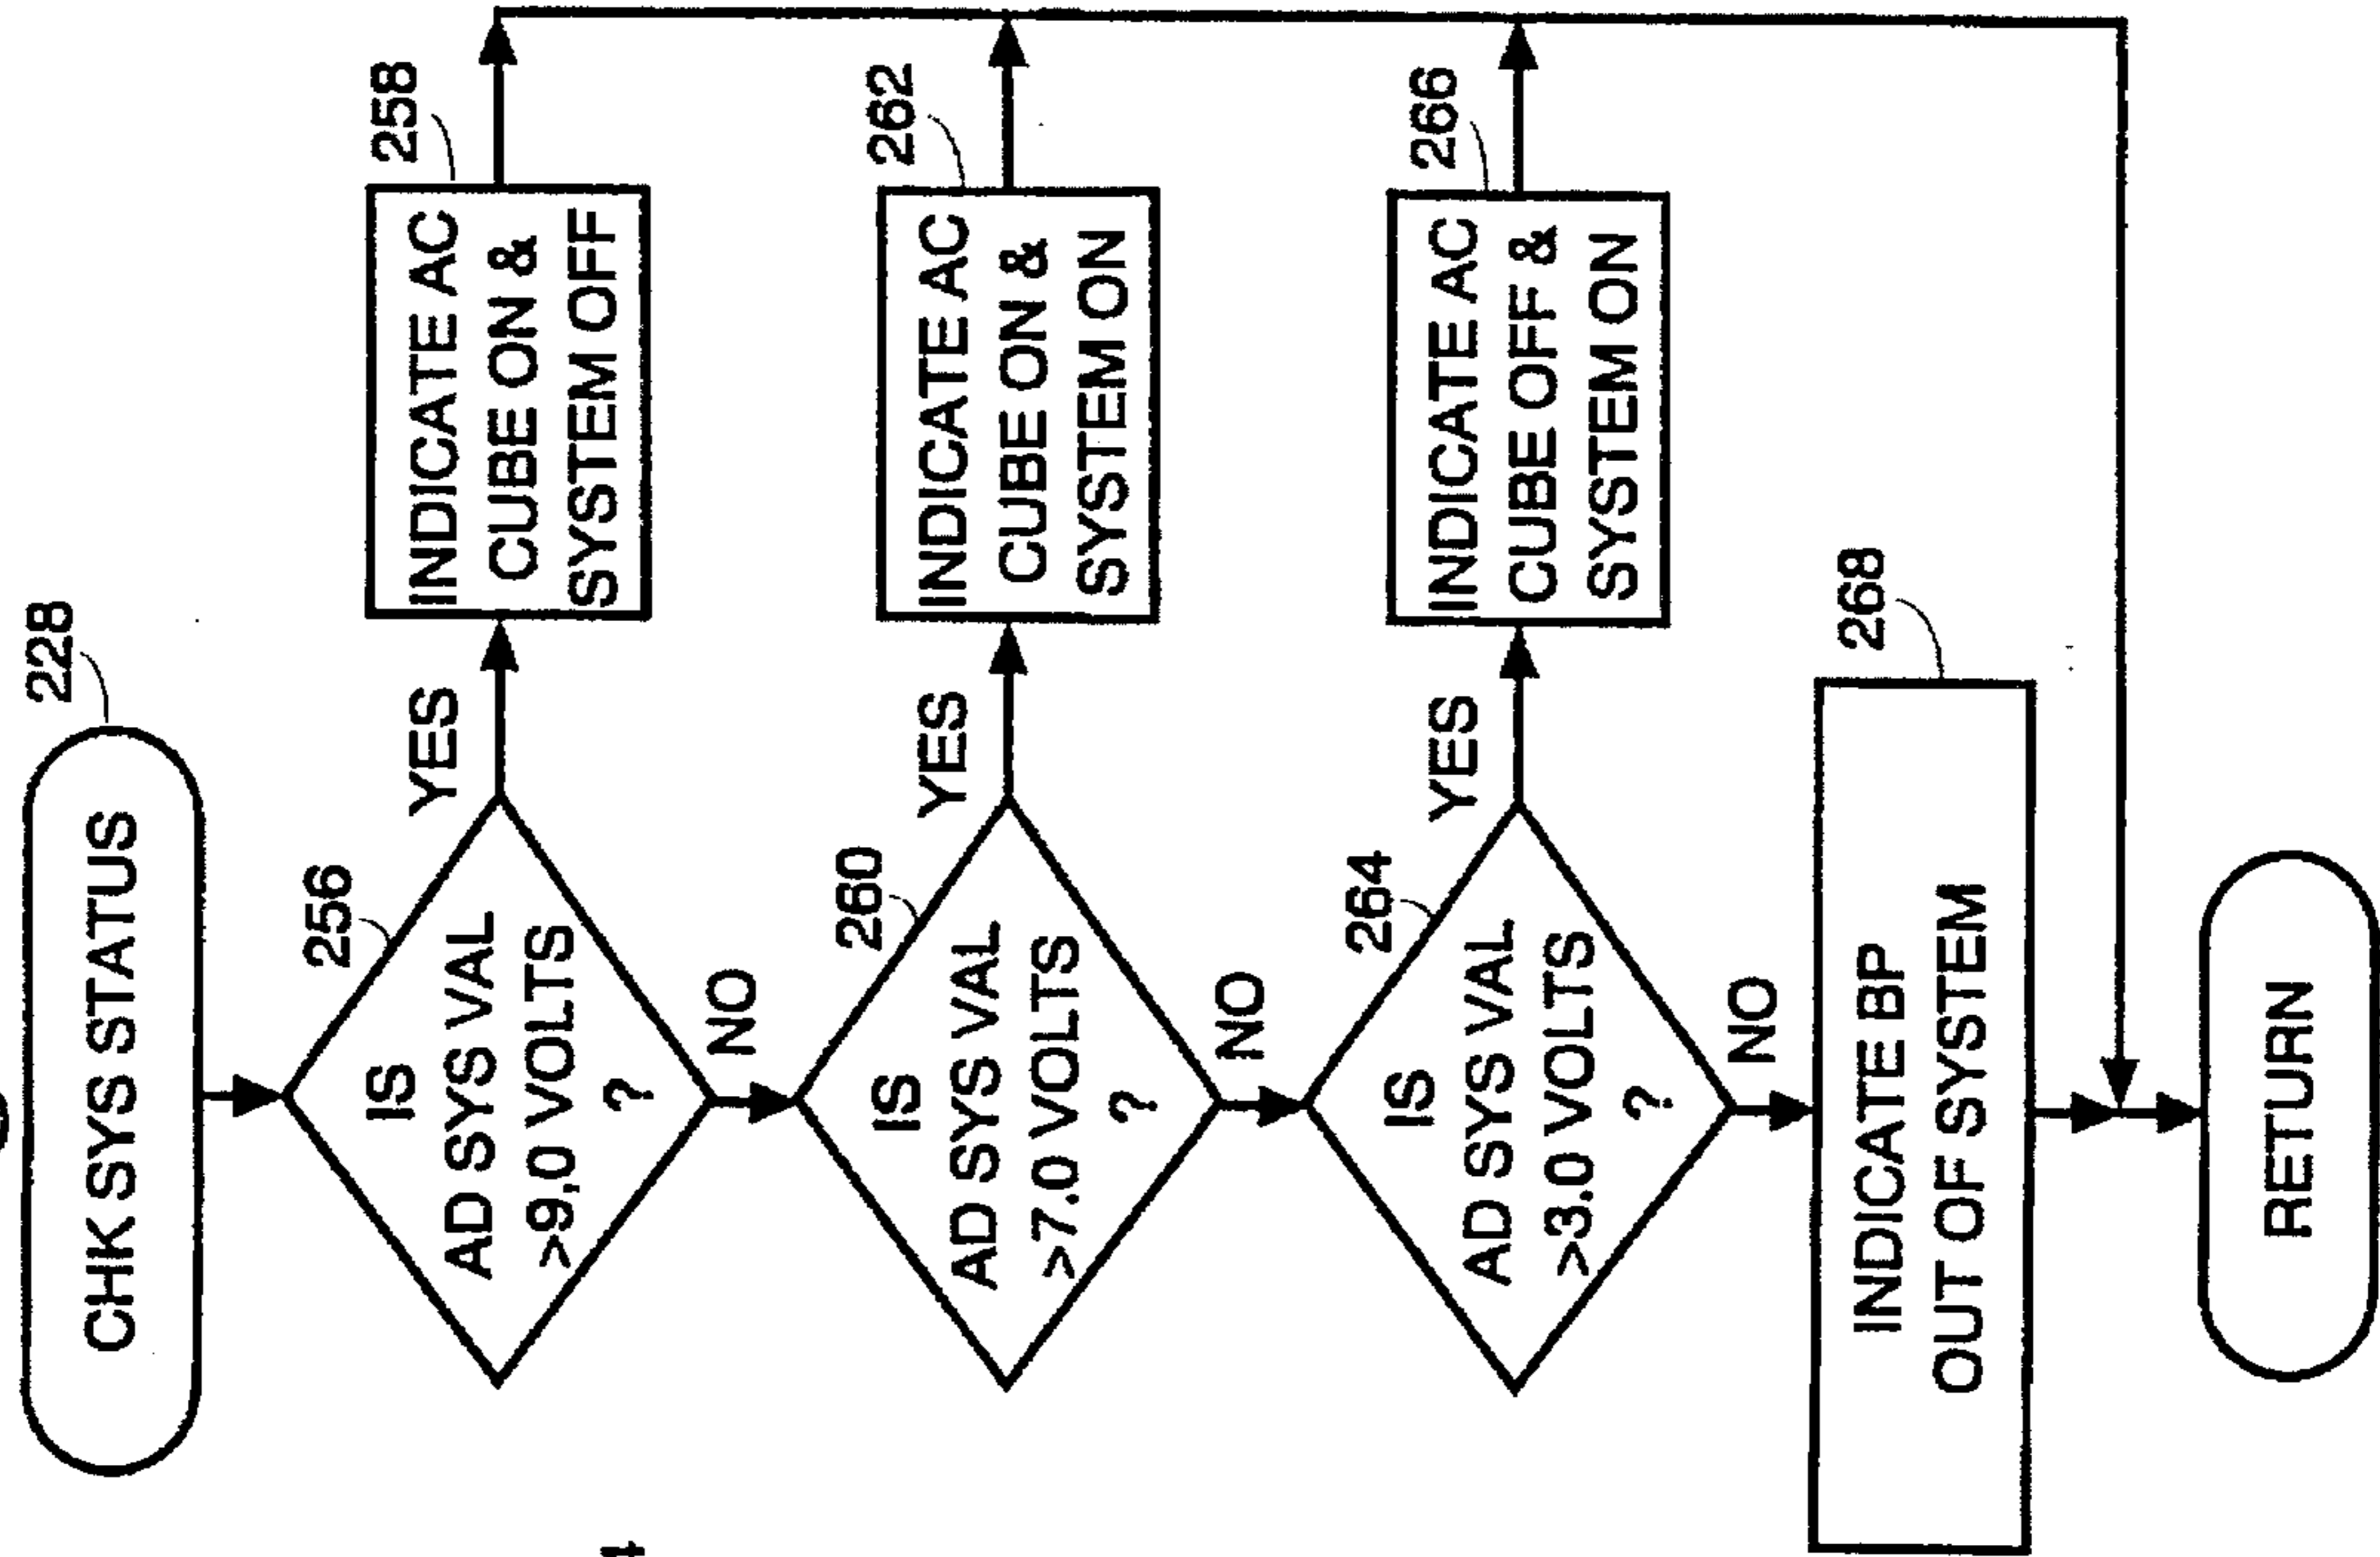 228
CHK SYS STATUS
256
IS
AD SYS VAL
>9,0 VOLTS
?
YES
258
INDICATE AC
CUBE ON &
SYSTEM OFF
NO
260
IS
AD SYS VAL
>7.0 VOLTS
?
YES
262
INDICATE AC
CUBE ON &
SYSTEM ON
NO
264
IS
AD SYS VAL
>3.0 VOLTS
?
YES
266
INDICATE AC
CUBE OFF &
SYSTEM ON
NO
268
INDICATE BP
OUT OF SYSTEM
RETURN